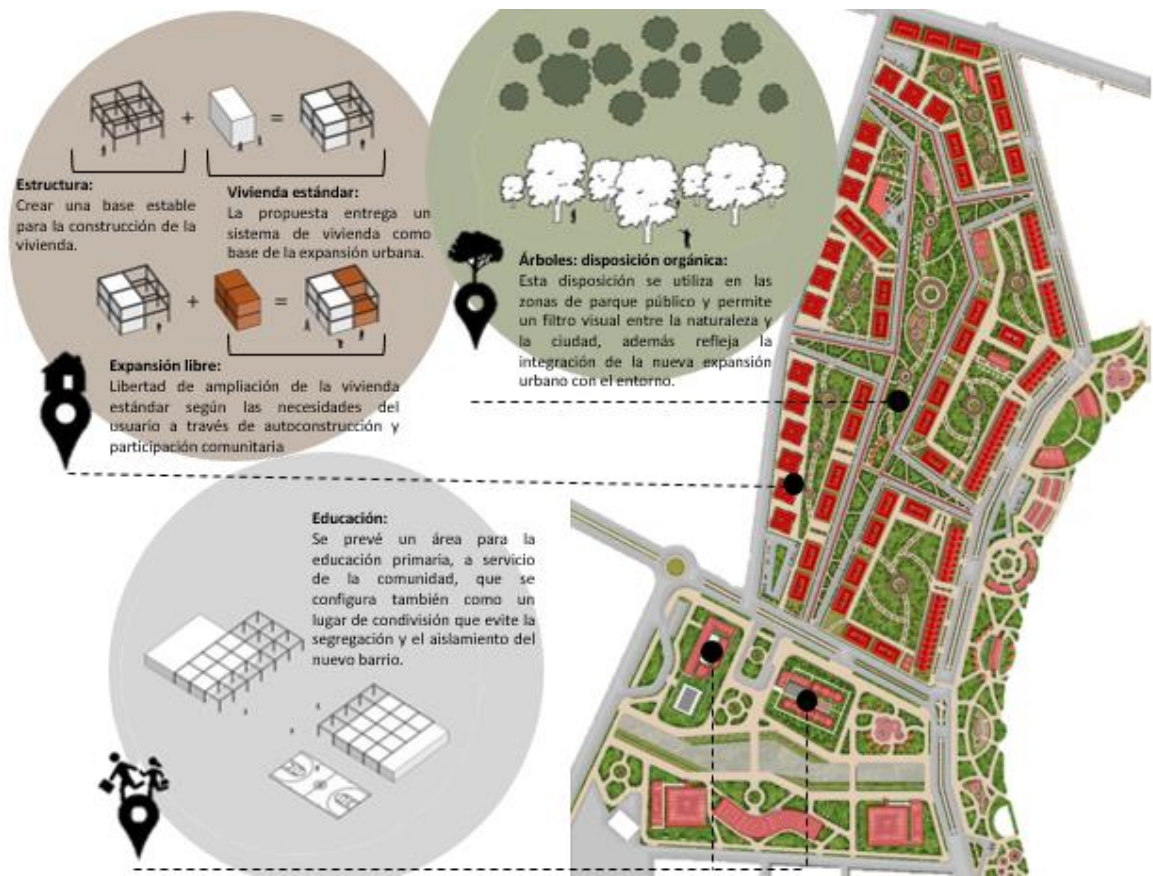 Estructura:
Crear una base estable
para la construcción de la
vivienda.
Vivienda estándar:
La propuesta entrega un
sistema de vivienda como
base de la expansión urbana.
Expansión libre:
Libertad de ampliación de la vivienda
estándar según las necesidades del
usuario a través de autoconstrucción y
participación comunitaria
Árboles: disposición orgánica:
Esta disposición se utiliza en las
zonas de parque público y permite
un filtro visual entre la naturaleza y
la ciudad, además refleja la
integración de la nueva expansión
urbano con el entorno.
Educación:
Se prevé un área para la
educación primaria, a servicio
de la comunidad, que se
configura también como un
lugar de condivisión que evite la
segregación y el aislamiento del
nuevo barrio.